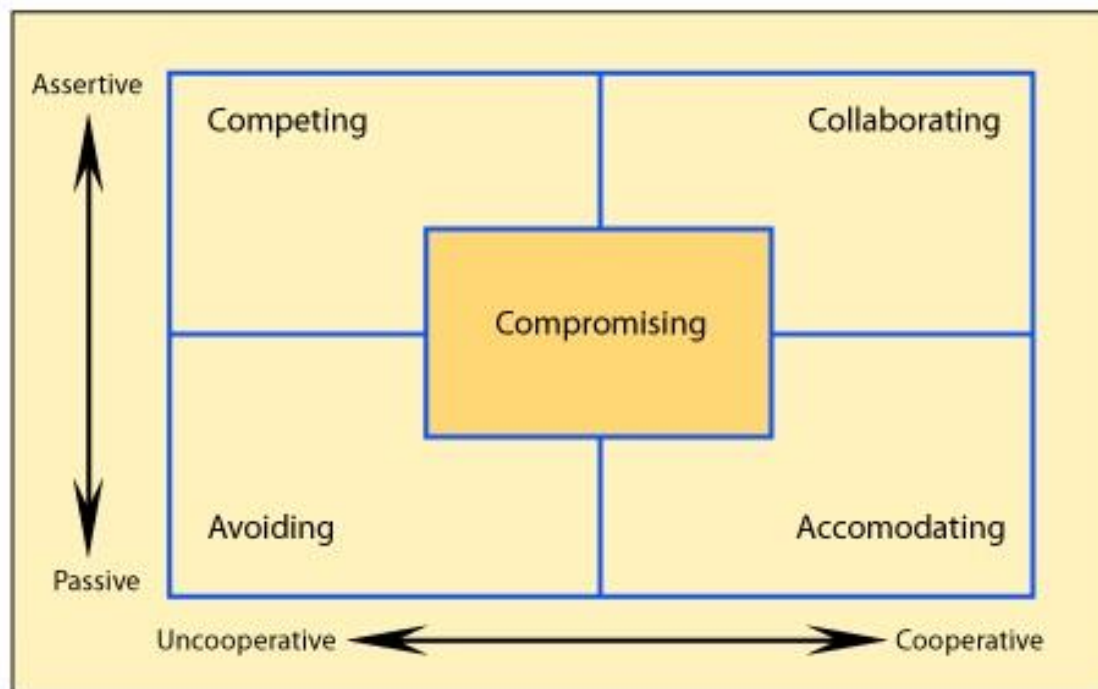 Assertive
Competing
Collaborating
Compromising
Avoiding
Accomodating
Passive
Uncooperative
Cooperative